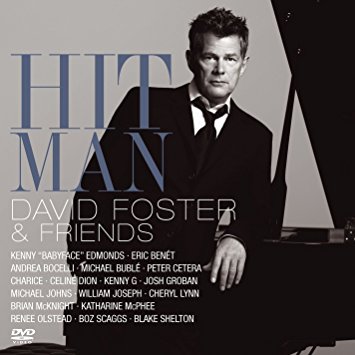 HIT
MAN
DAVID FOSTER
& FRIENDS
KENNY "BABYFACE" EDMONDS · ERIC BENÉT
ANDREA BOCELLI · MICHAEL BUBLÉ · PETER CETERA
CHARICE · CELINE DION · KENNY G · JOSH GROBAN
MICHAEL JOHNS · WILLIAM JOSEPH · CHERYL LYNN
BRIAN McKNIGHT · KATHARINE McPHEE
RENEE OLSTEAD · BOZ SCAGGS · BLAKE SHELTON
DVD
VIDEO